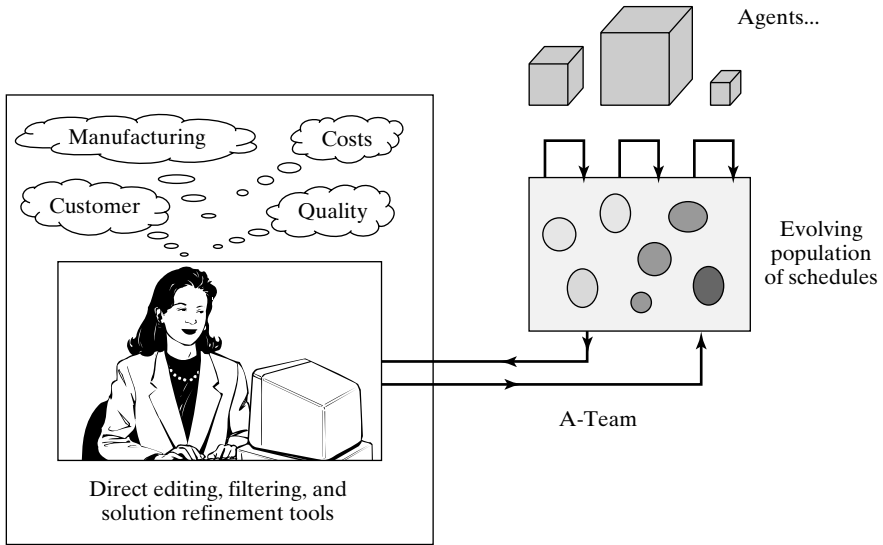 Agents...
Manufacturing
Costs
Customer
Quality
Evolving
population
of schedules
A-Team
Direct editing, filtering, and
solution refinement tools